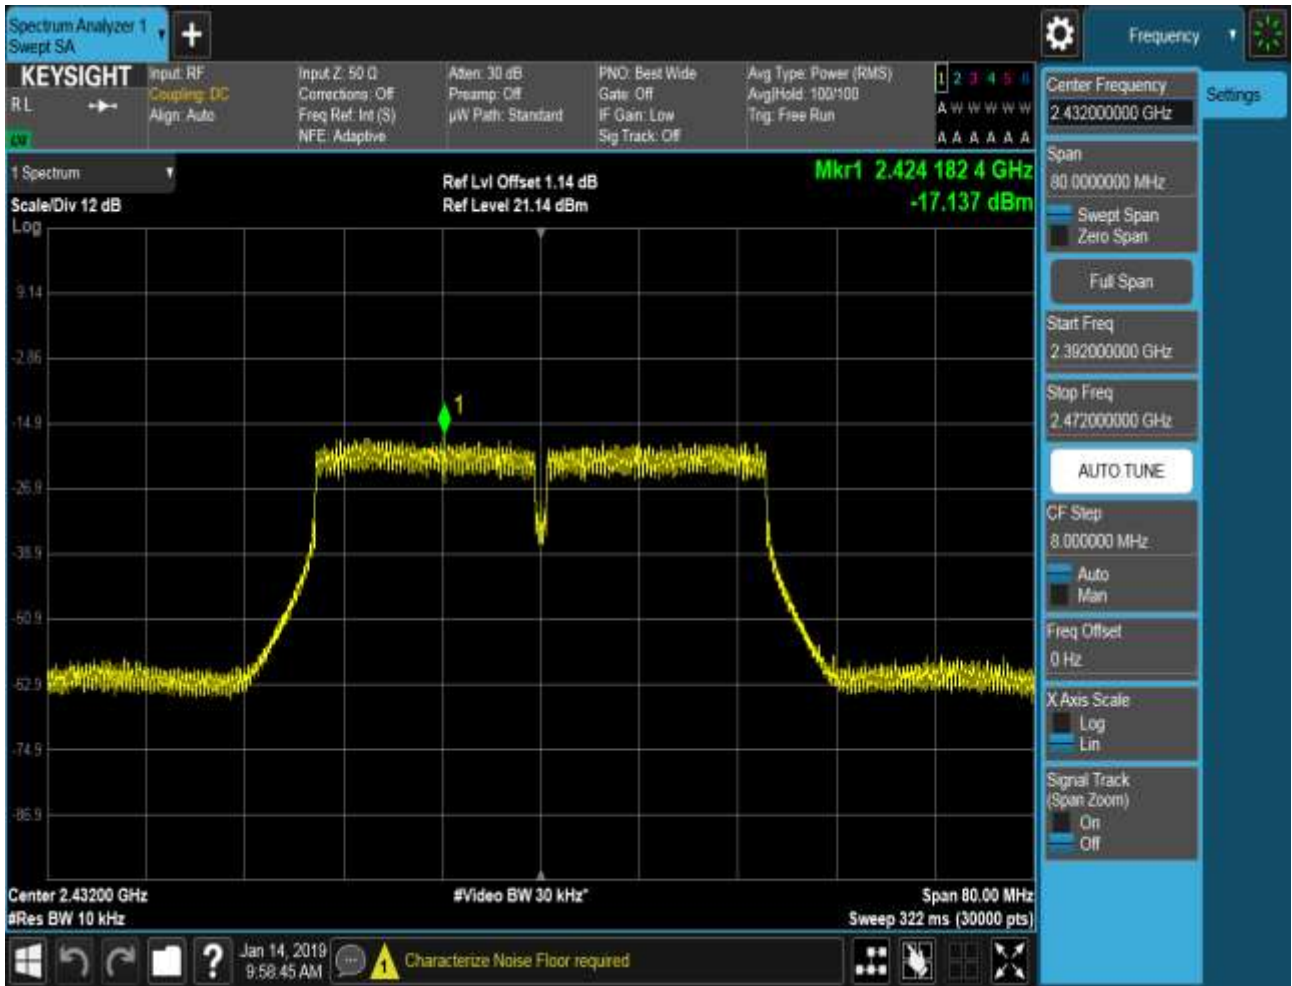 Spectrum Analyzer 1
Swept SA
+
Frequency
KEYSIGHT
R L
Input: RF
Coupling: DC
Align: Auto
Input Z: 50 Ω
Corrections: Off
Freq Ref: Int (S)
NFE: Adaptive
Atten: 30 dB
Preamp: Off
µW Path: Standard
PNO: Best Wide
Gate: Off
IF Gain: Low
Sig Track: Off
Avg Type: Power (RMS)
Avg|Hold: 100/100
Trig: Free Run
1 2 3 4 5 6
A W W W W W
A A A A A A
1 Spectrum
Scale/Div 12 dB
Ref Lvl Offset 1.14 dB
Ref Level 21.14 dBm
Mkr1 2.424 182 4 GHz
-17.137 dBm
Log
9.14
-2.86
-14.9
-26.9
-38.9
-50.9
-62.9
-74.9
-86.9
1
Center 2.43200 GHz
#Res BW 10 kHz
#Video BW 30 kHz*
Span 80.00 MHz
Sweep 322 ms (30000 pts)
Center Frequency
2.432000000 GHz
Settings
Span
80.0000000 MHz
Swept Span
Zero Span
Full Span
Start Freq
2.392000000 GHz
Stop Freq
2.472000000 GHz
AUTO TUNE
CF Step
8.000000 MHz
Auto
Man
Freq Offset
0 Hz
X Axis Scale
Log
Lin
Signal Track
(Span Zoom)
On
Off
?
Jan 14, 2019
9:58:45 AM
1
Characterize Noise Floor required